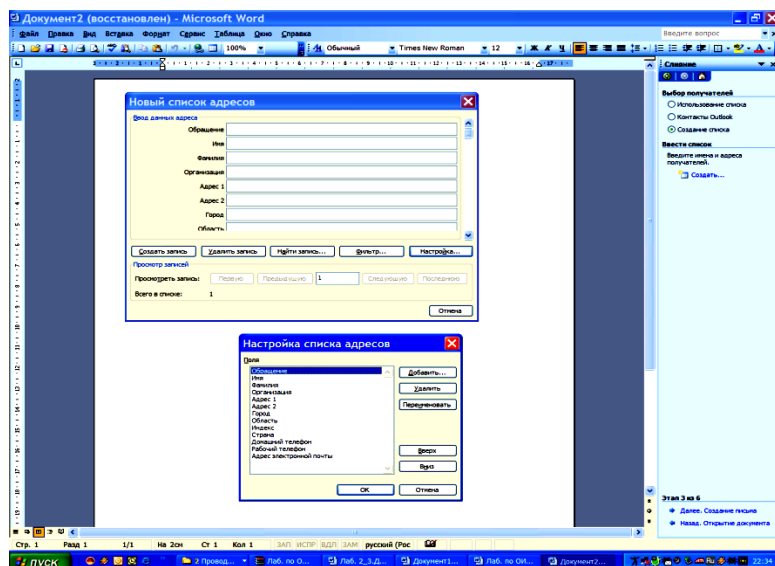 Документ2 (восстановлен) - Microsoft Word
Файл Правка Вид Вставка Формат Сервис Таблица Окно Справка
Введите вопрос
100%
Обычный
Times New Roman
12
Ж К Ч
Слияние
Выбор получателей
Использование списка
Контакты Outlook
Создание списка
Ввести список
Введите имена и адреса
получателей.
Создать...
Новый список адресов
Ввод данных адреса
Обращение
Имя
Фамилия
Организация
Адрес 1
Адрес 2
Город
Область
Создать запись
Удалить запись
Найти запись...
Фильтр...
Настройка...
Просмотр записей
Просмотреть запись:
Первую
Предыдущую
1
Следующую
Последнюю
Всего в списке:
1
Отмена
Настройка списка адресов
Поля
Обращение
Имя
Фамилия
Организация
Адрес 1
Адрес 2
Город
Область
Индекс
Страна
Домашний телефон
Рабочий телефон
Адрес электронной почты
Добавить...
Удалить
Переименовать
Вверх
Вниз
ОК
Отмена
Этап 3 из 6
Далее. Создание письма
Назад. Открытие документа
Стр. 1 Разд 1 1/1 На 2см Ст 1 Кол 1 ЗАП ИСПР ВДЛ ЗАМ русский (Рос
пуск
2 Провод...
Лаб. по О...
Лаб. 2_3.Д...
Документ1...
Лаб. по ОИ...
Документ2...
22:34